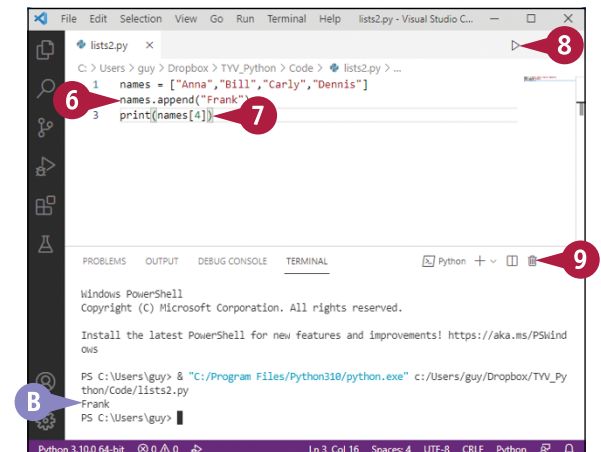 File Edit Selection View Go Run Terminal Help lists2.py - Visual Studio C...
lists2.py
8
C: > Users > guy > Dropbox > TYV_Python > Code > lists2.py > ...
1 names = ["Anna","Bill","Carly","Dennis"]
6 names.append("Frank")
3 print(names[4]) 7
PROBLEMS OUTPUT DEBUG CONSOLE TERMINAL Python 9
Windows PowerShell
Copyright (C) Microsoft Corporation. All rights reserved.
Install the latest PowerShell for new features and improvements! https://aka.ms/PSWind
ows
PS C:\Users\guy> & "C:/Program Files/Python310/python.exe" c:/Users/guy/Dropbox/TYV_Py
thon/Code/lists2.py
B Frank
PS C:\Users\guy>
Python 3.10.0 64-bit 0 0 Ln 3, Col 16 Spaces: 4 UTF-8 CRLF Python